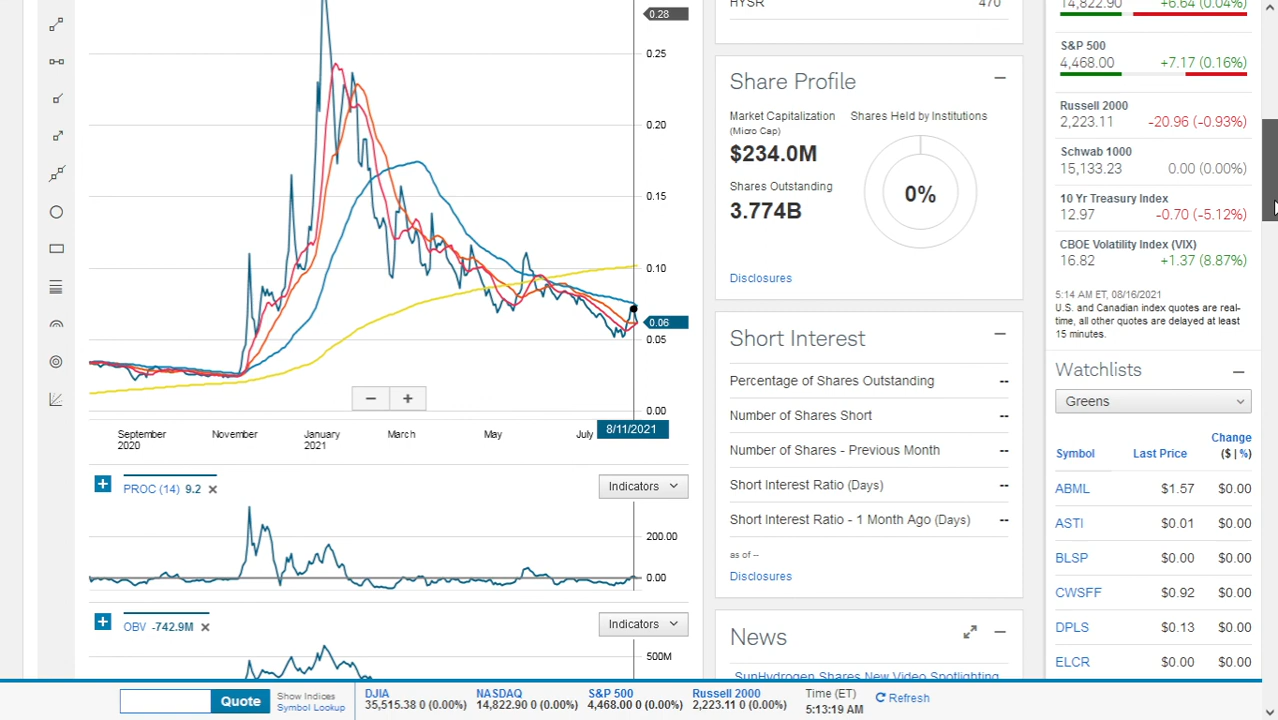 0.28
0.25
0.20
0.15
0.10
0.06
0.05
0.00
September 2020
November
January 2021
March
May
July
8/11/2021
PROC (14) 9.2
Indicators
200.00
0.00
OBV -742.9M
Indicators
500M
HYSR 470
Share Profile
Market Capitalization
(Micro Cap)
$234.0M
Shares Outstanding
3.774B
Shares Held by Institutions
0%
Disclosures
Short Interest
Percentage of Shares Outstanding --
Number of Shares Short --
Number of Shares - Previous Month --
Short Interest Ratio (Days) --
Short Interest Ratio - 1 Month Ago (Days) --
as of --
Disclosures
News
SunHydrogen Shares New Video Spotlighting
14,822.90 +6.64 (0.04%)
S&P 500
4,468.00 +7.17 (0.16%)
Russell 2000
2,223.11 -20.96 (-0.93%)
Schwab 1000
15,133.23 0.00 (0.00%)
10 Yr Treasury Index
12.97 -0.70 (-5.12%)
CBOE Volatility Index (VIX)
16.82 +1.37 (8.87%)
5:14 AM ET, 08/16/2021
U.S. and Canadian index quotes are real-
time, all other quotes are delayed at least
15 minutes.
Watchlists
Greens
Symbol Last Price Change ($ | %)
ABML $1.57 $0.00
ASTI $0.01 $0.00
BLSP $0.00 $0.00
CWSFF $0.92 $0.00
DPLS $0.13 $0.00
ELCR $0.00 $0.00
Quote
Show Indices
Symbol Lookup
DJIA
35,515.38 0 (0.00%)
NASDAQ
14,822.90 0 (0.00%)
S&P 500
4,468.00 0 (0.00%)
Russell 2000
2,223.11 0 (0.00%)
Time (ET)
5:13:19 AM
Refresh